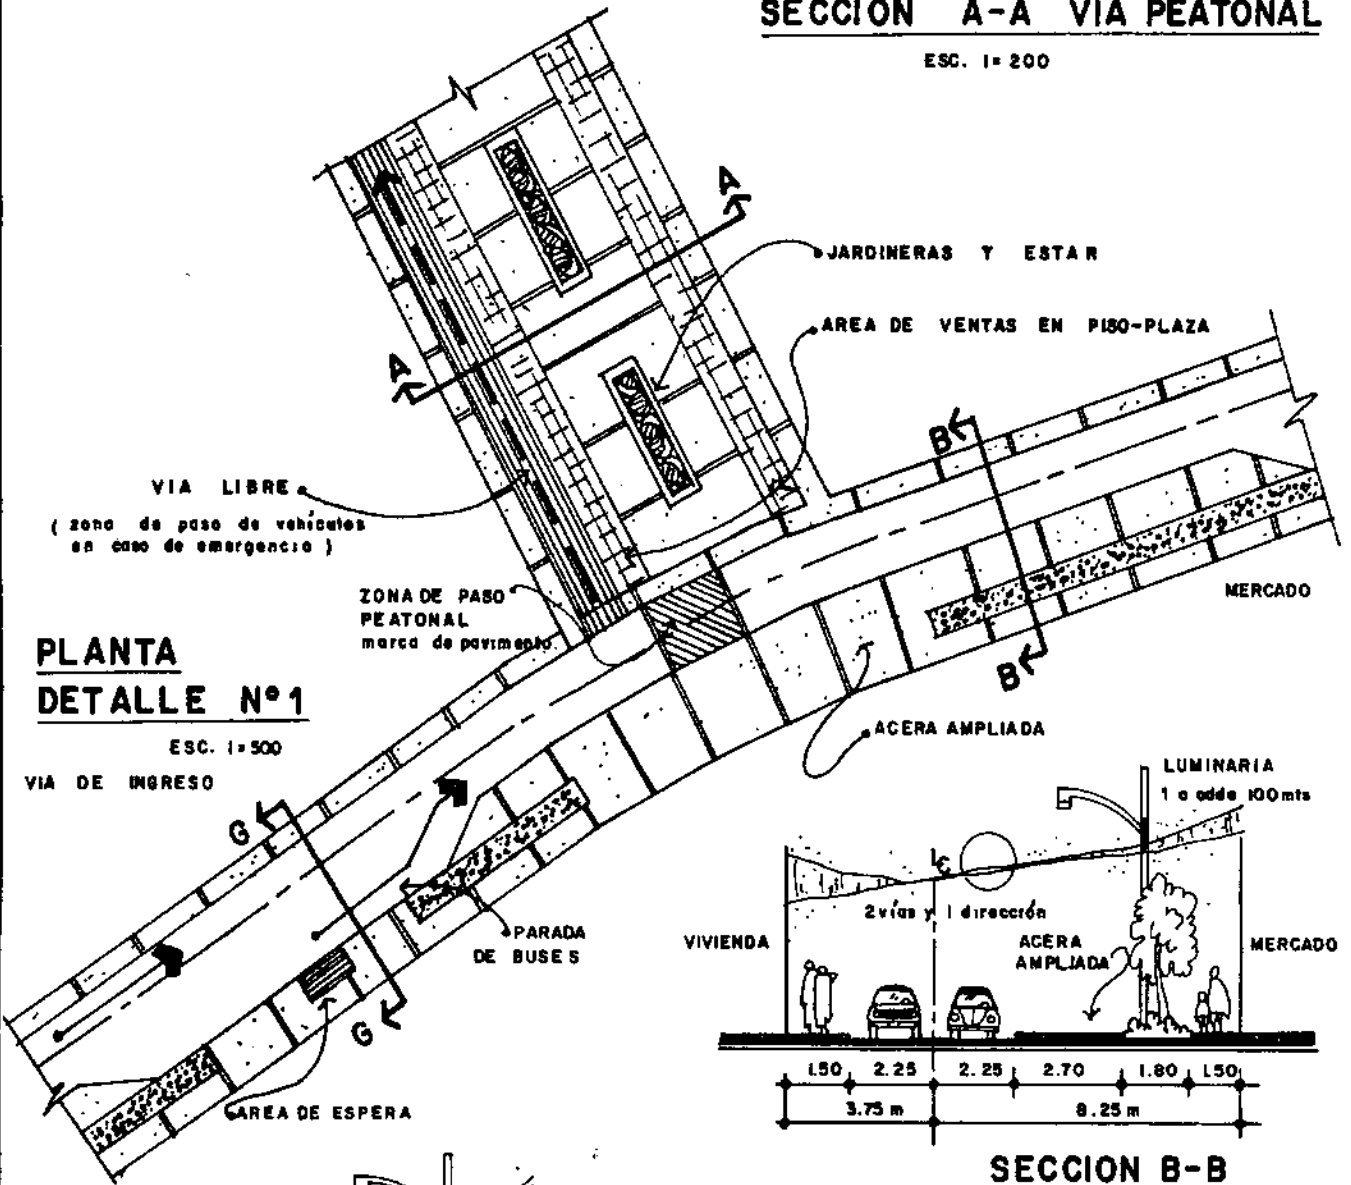 SECCION A-A VIA PEATONAL
ESC. 1=200
A
JARDINERAS Y ESTAR
AREA DE VENTAS EN PISO-PLAZA
A
B
VIA LIBRE
( zona de paso de vehículos
en caso de emergencia )
ZONA DE PASO
PEATONAL
marca de pavimento.
MERCADO
B
PLANTA
DETALLE Nº 1
ESC. 1=500
VIA DE INGRESO
ACERA AMPLIADA
G
PARADA
DE BUSES
G
AREA DE ESPERA
LUMINARIA
1 a cada 100mts
℄
2 vías y 1 dirección
VIVIENDA
ACERA
AMPLIADA
MERCADO
1.50 2.25 2.25 2.70 1.80 1.50
3.75 m 8.25 m
SECCION B-B